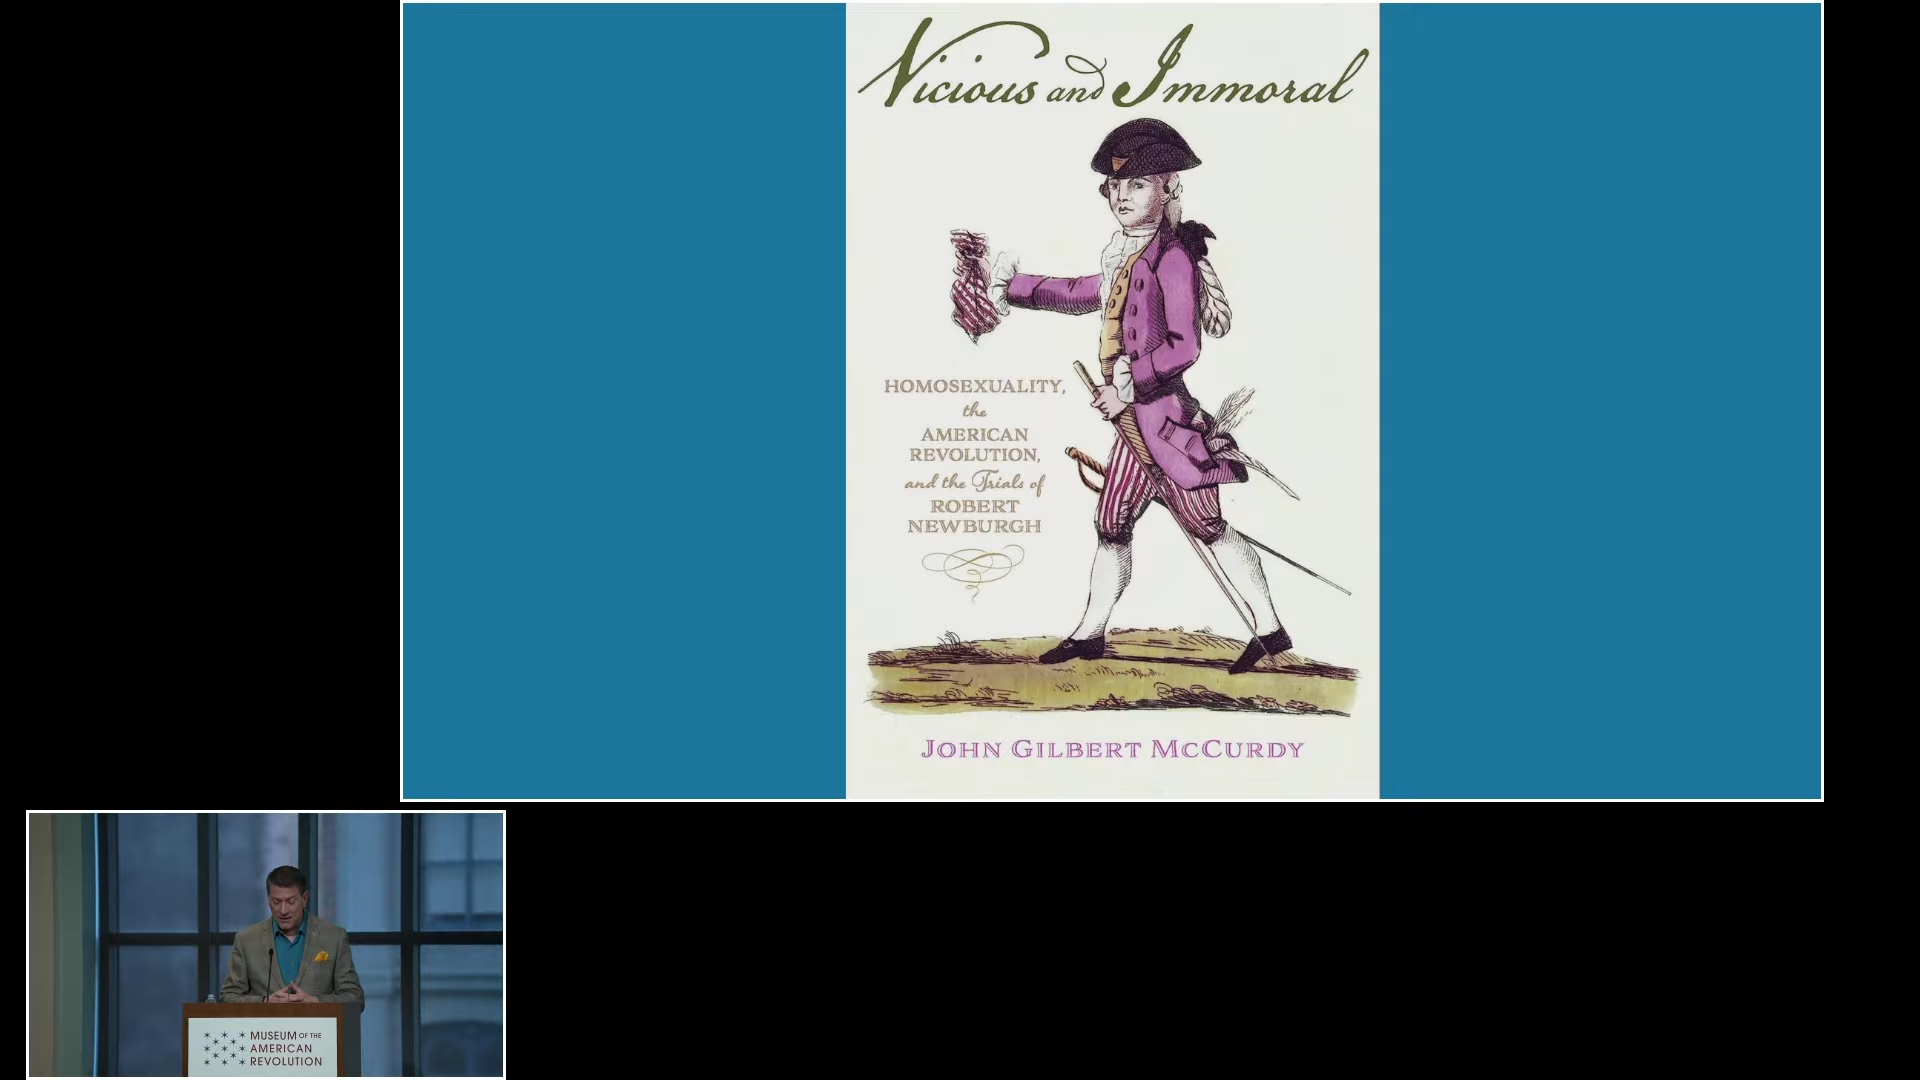 Vicious and Immoral
HOMOSEXUALITY,
the
AMERICAN
REVOLUTION,
and the Trials of
ROBERT
NEWBURGH
JOHN GILBERT MCCURDY
MUSEUM OF THE
AMERICAN
REVOLUTION